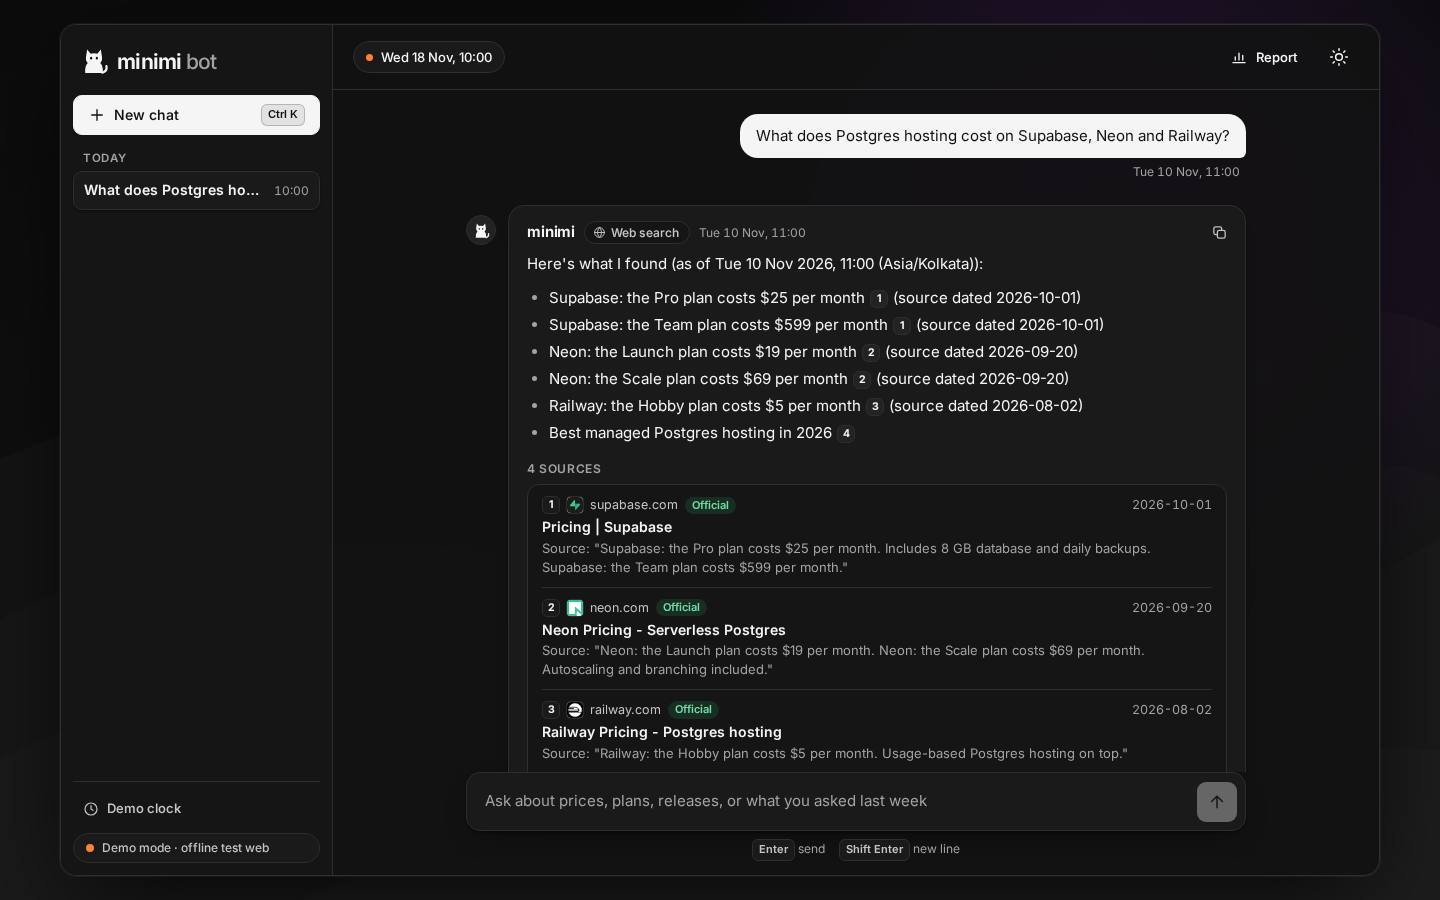 minimi bot
Wed 18 Nov, 10:00
Report
New chat
Ctrl K
TODAY
What does Postgres ho...
10:00
What does Postgres hosting cost on Supabase, Neon and Railway?
Tue 10 Nov, 11:00
minimi
Web search
Tue 10 Nov, 11:00
Here's what I found (as of Tue 10 Nov 2026, 11:00 (Asia/Kolkata)):
• Supabase: the Pro plan costs $25 per month 1 (source dated 2026-10-01)
• Supabase: the Team plan costs $599 per month 1 (source dated 2026-10-01)
• Neon: the Launch plan costs $19 per month 2 (source dated 2026-09-20)
• Neon: the Scale plan costs $69 per month 2 (source dated 2026-09-20)
• Railway: the Hobby plan costs $5 per month 3 (source dated 2026-08-02)
• Best managed Postgres hosting in 2026 4
4 SOURCES
1 supabase.com Official 2026-10-01
Pricing | Supabase
Source: "Supabase: the Pro plan costs $25 per month. Includes 8 GB database and daily backups.
Supabase: the Team plan costs $599 per month."
2 neon.com Official 2026-09-20
Neon Pricing - Serverless Postgres
Source: "Neon: the Launch plan costs $19 per month. Neon: the Scale plan costs $69 per month.
Autoscaling and branching included."
3 railway.com Official 2026-08-02
Railway Pricing - Postgres hosting
Source: "Railway: the Hobby plan costs $5 per month. Usage-based Postgres hosting on top."
Ask about prices, plans, releases, or what you asked last week
Enter send Shift Enter new line
Demo clock
Demo mode · offline test web